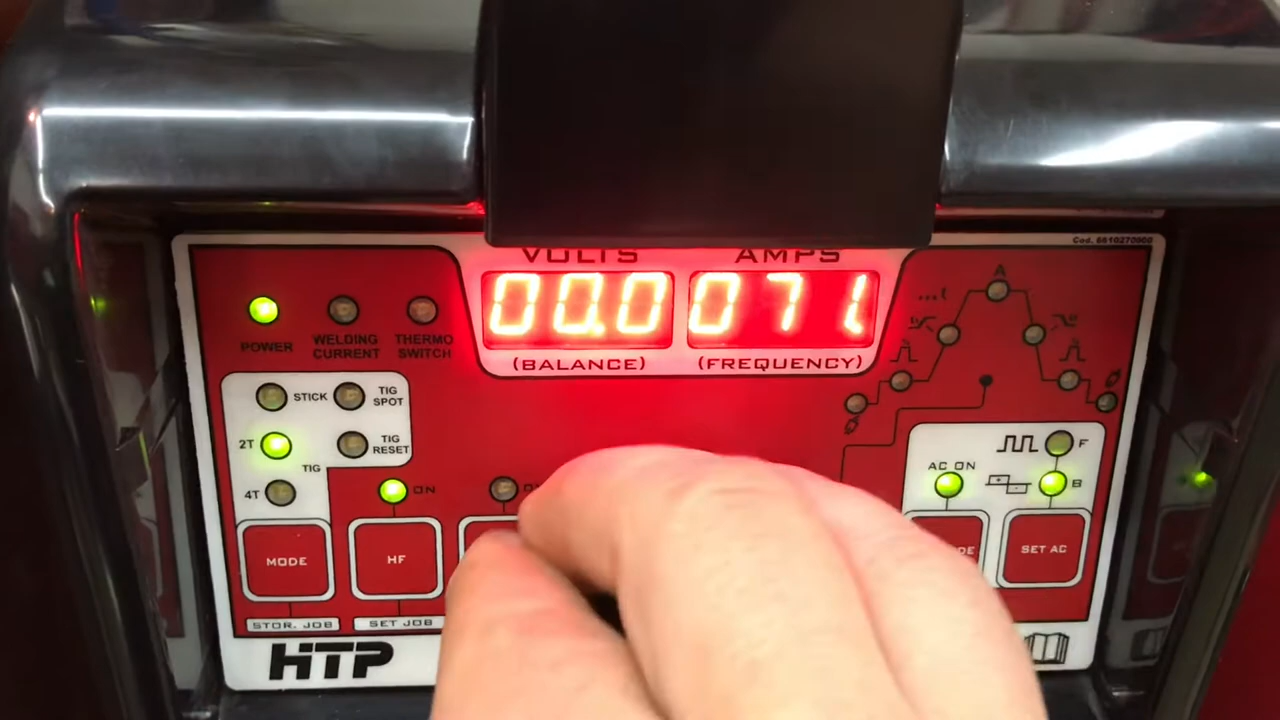 Cod. 6610270000
VOLTS AMPS
00.0 071
(BALANCE) (FREQUENCY)
A
POWER
WELDING
CURRENT
THERMO
SWITCH
STICK
TIG
SPOT
2T
TIG
RESET
TIG
4T
ON
AC ON
F
B
MODE
HF
SET AC
STOR. JOB
SET JOB
HTP